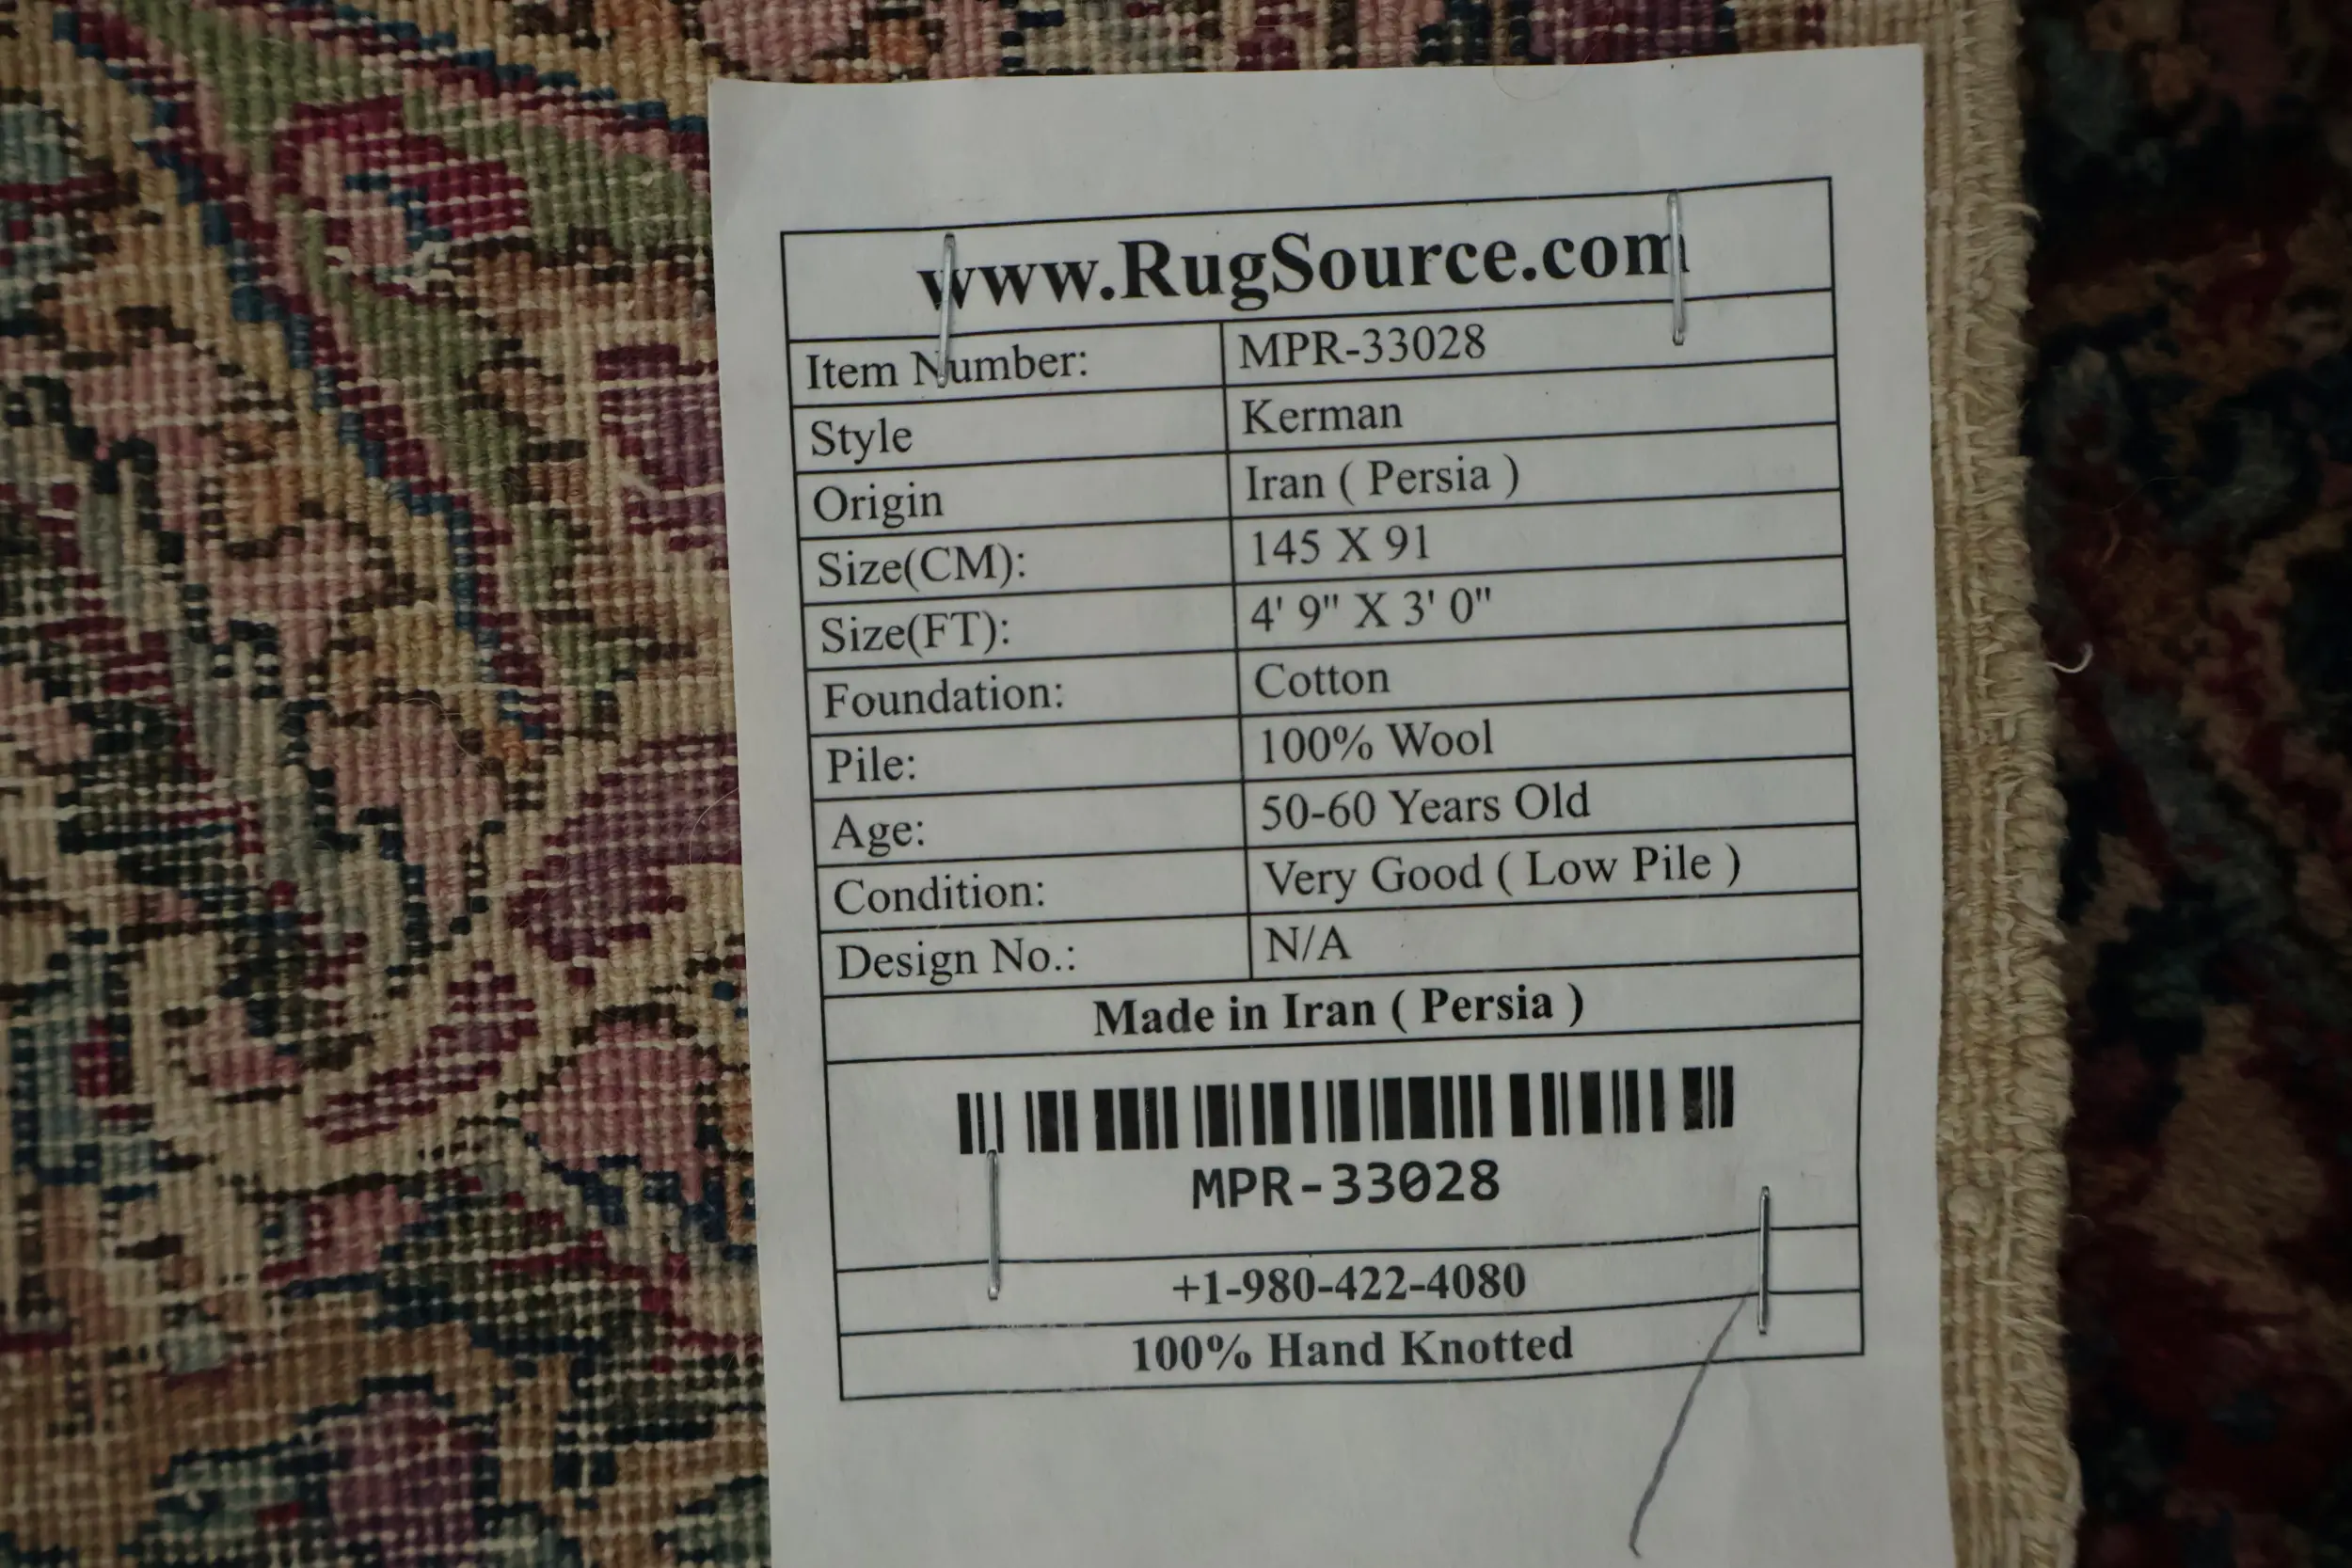 www.RugSource.com
Item Number: MPR-33028
Style Kerman
Origin Iran ( Persia )
Size(CM): 145 X 91
Size(FT): 4' 9" X 3' 0"
Foundation: Cotton
Pile: 100% Wool
Age: 50-60 Years Old
Condition: Very Good ( Low Pile )
Design No.: N/A
Made in Iran ( Persia )
MPR-33028
+1-980-422-4080
100% Hand Knotted